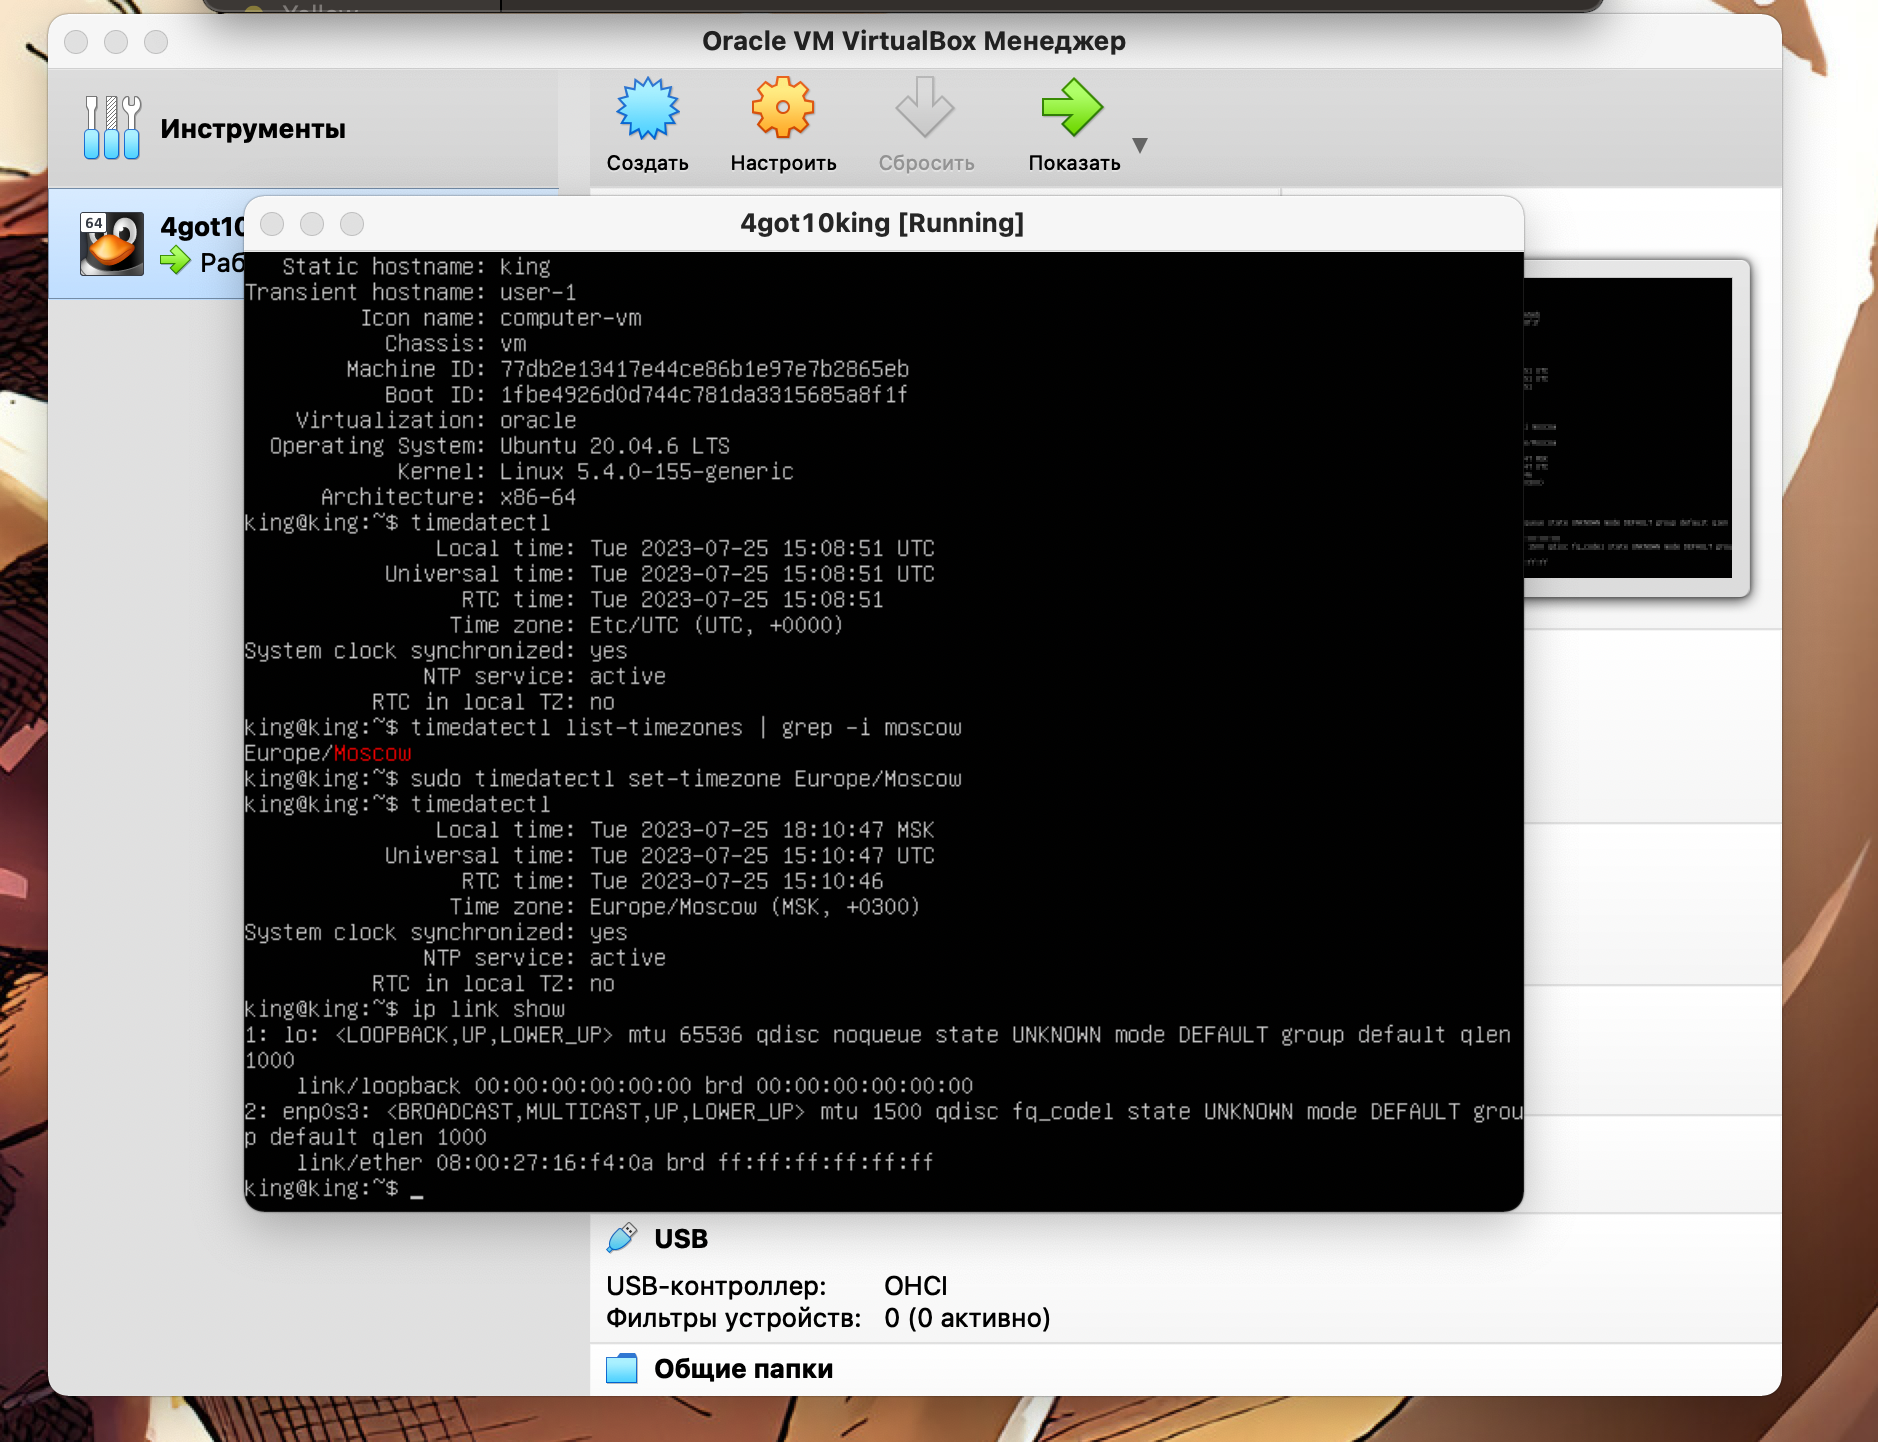 Yellow
Oracle VM VirtualBox Менеджер
Инструменты
Создать
Настроить
Сбросить
Показать
64
4got10
Раб
4got10king [Running]
Static hostname: king
Transient hostname: user-1
Icon name: computer-vm
Chassis: vm
Machine ID: 77db2e13417e44ce86b1e97e7b2865eb
Boot ID: 1fbe4926d0d744c781da3315685a8f1f
Virtualization: oracle
Operating System: Ubuntu 20.04.6 LTS
Kernel: Linux 5.4.0-155-generic
Architecture: x86-64
king@king:~$ timedatectl
Local time: Tue 2023-07-25 15:08:51 UTC
Universal time: Tue 2023-07-25 15:08:51 UTC
RTC time: Tue 2023-07-25 15:08:51
Time zone: Etc/UTC (UTC, +0000)
System clock synchronized: yes
NTP service: active
RTC in local TZ: no
king@king:~$ timedatectl list-timezones | grep -i moscow
Europe/Moscow
king@king:~$ sudo timedatectl set-timezone Europe/Moscow
king@king:~$ timedatectl
Local time: Tue 2023-07-25 18:10:47 MSK
Universal time: Tue 2023-07-25 15:10:47 UTC
RTC time: Tue 2023-07-25 15:10:46
Time zone: Europe/Moscow (MSK, +0300)
System clock synchronized: yes
NTP service: active
RTC in local TZ: no
king@king:~$ ip link show
1: lo: <LOOPBACK,UP,LOWER_UP> mtu 65536 qdisc noqueue state UNKNOWN mode DEFAULT group default qlen
1000
link/loopback 00:00:00:00:00:00 brd 00:00:00:00:00:00
2: enp0s3: <BROADCAST,MULTICAST,UP,LOWER_UP> mtu 1500 qdisc fq_codel state UNKNOWN mode DEFAULT grou
p default qlen 1000
link/ether 08:00:27:16:f4:0a brd ff:ff:ff:ff:ff:ff
king@king:~$ _
USB
USB-контроллер: OHCI
Фильтры устройств: 0 (0 активно)
Общие папки